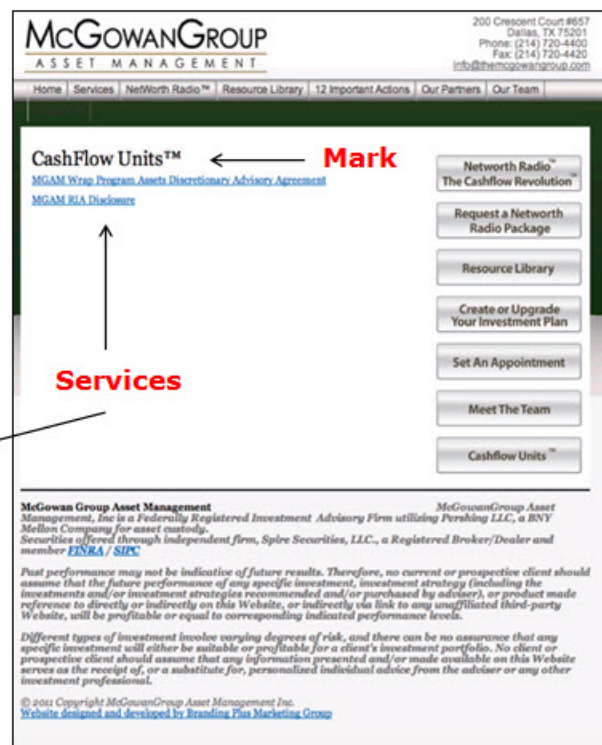 McGowanGroup
ASSET MANAGEMENT
200 Crescent Court #657
Dallas, TX 75201
Phone: (214) 720-4400
Fax: (214) 720-4420
info@themcgowangroup.com
Home Services NetWorth Radio™ Resource Library 12 Important Actions Our Partners Our Team
CashFlow Units™
Mark
MGAM Wrap Program Assets Discretionary Advisory Agreement
MGAM RIA Disclosure
Services
Networth Radio™
The Cashflow Revolution™
Request a Networth
Radio Package
Resource Library
Create or Upgrade
Your Investment Plan
Set An Appointment
Meet The Team
Cashflow Units™
McGowan Group Asset Management McGowanGroup Asset
Management, Inc is a Federally Registered Investment Advisory Firm utilizing Pershing LLC, a BNY
Mellon Company for asset custody.
Securities offered through independent firm, Spire Securities, LLC., a Registered Broker/Dealer and
member FINRA / SIPC
Past performance may not be indicative of future results. Therefore, no current or prospective client should
assume that the future performance of any specific investment, investment strategy (including the
investments and/or investment strategies recommended and/or purchased by adviser), or product made
reference to directly or indirectly on this Website, or indirectly via link to any unaffiliated third-party
Website, will be profitable or equal to corresponding indicated performance levels.
Different types of investment involve varying degrees of risk, and there can be no assurance that any
specific investment will either be suitable or profitable for a client's investment portfolio. No client or
prospective client should assume that any information presented and/or made available on this Website
serves as the receipt of, or a substitute for, personalized individual advice from the adviser or any other
investment professional.
© 2011 Copyright McGowanGroup Asset Management Inc.
Website designed and developed by Branding Plus Marketing Group